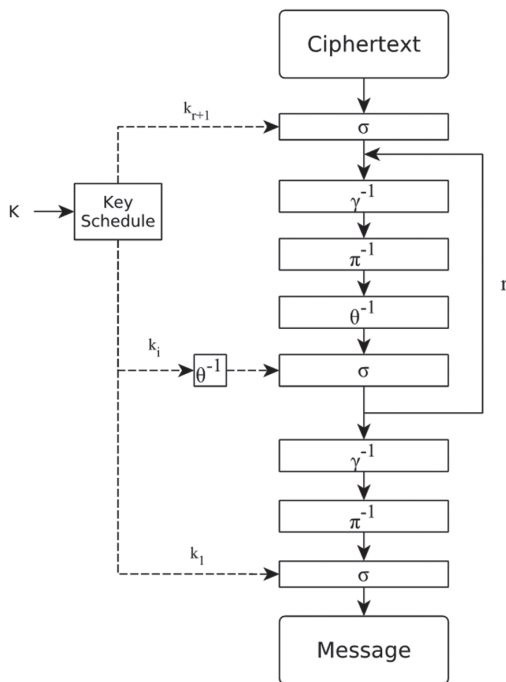 Ciphertext
k_{r+1}
σ
γ^{-1}
K
Key
Schedule
π^{-1}
θ^{-1}
r
k_i
θ^{-1}
σ
γ^{-1}
π^{-1}
k_1
σ
Message